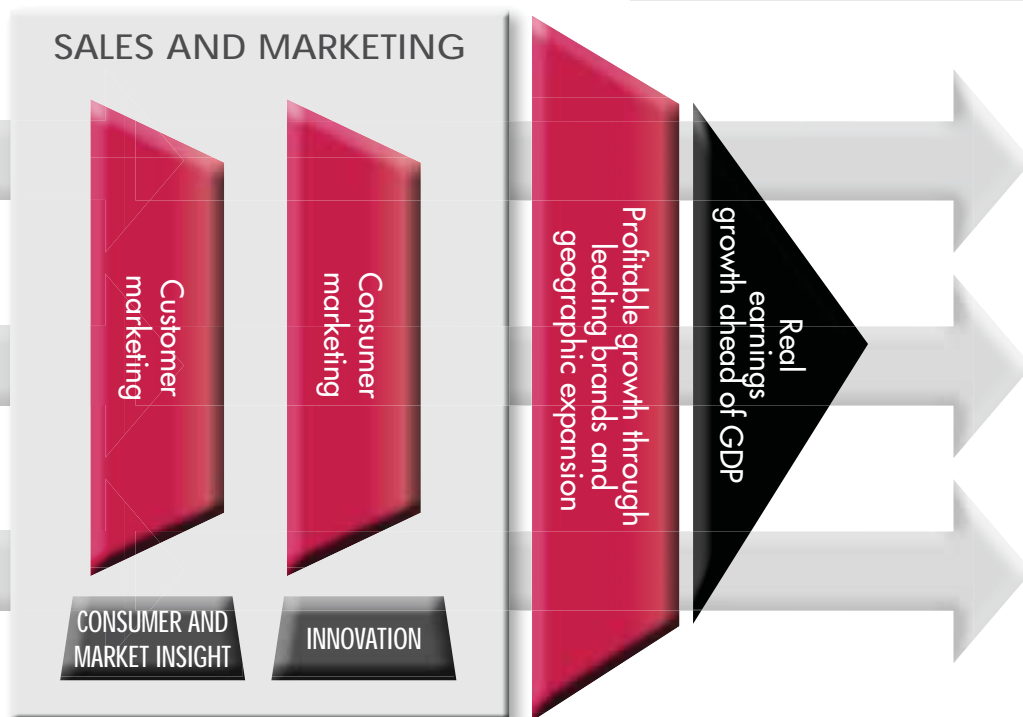 SALES AND MARKETING
Customer
marketing
Consumer
marketing
CONSUMER AND
MARKET INSIGHT
INNOVATION
Profitable growth through
leading brands and
geographic expansion
Real
earnings
growth ahead of GDP